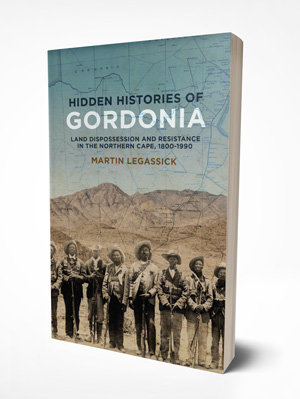 HIDDEN HISTORIES OF
GORDONIA
LAND DISPOSSESSION AND RESISTANCE
IN THE NORTHERN CAPE, 1800-1990
MARTIN LEGASSICK